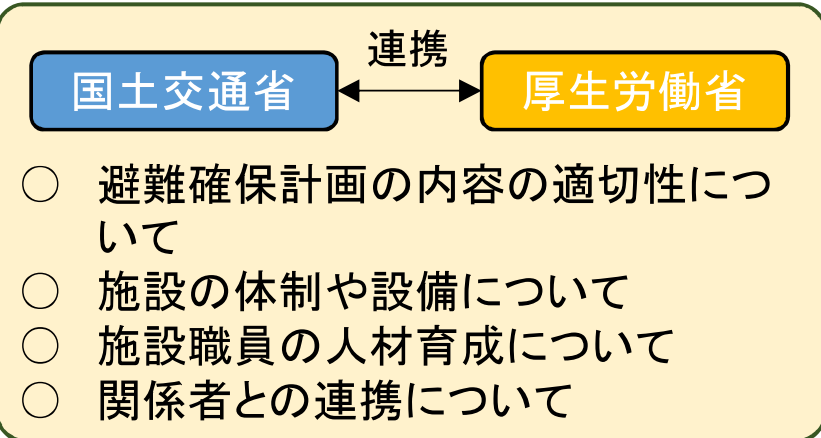 連携
国土交通省
厚生労働省
○ 避難確保計画の内容の適切性につ
いて
○ 施設の体制や設備について
○ 施設職員の人材育成について
○ 関係者との連携について